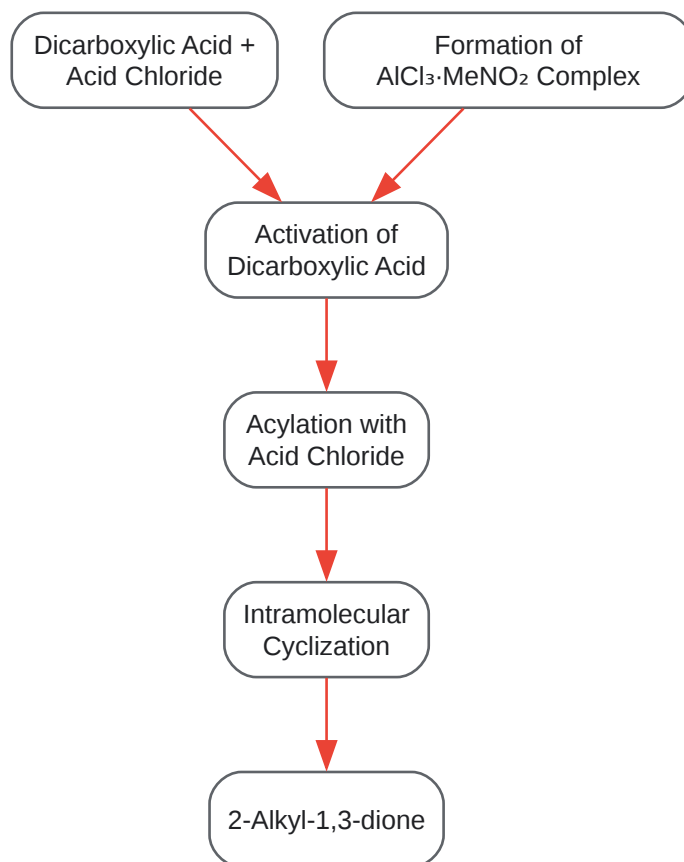 Dicarboxylic Acid +
Acid Chloride
Formation of
AlCl₃·MeNO₂ Complex
Activation of
Dicarboxylic Acid
Acylation with
Acid Chloride
Intramolecular
Cyclization
2-Alkyl-1,3-dione